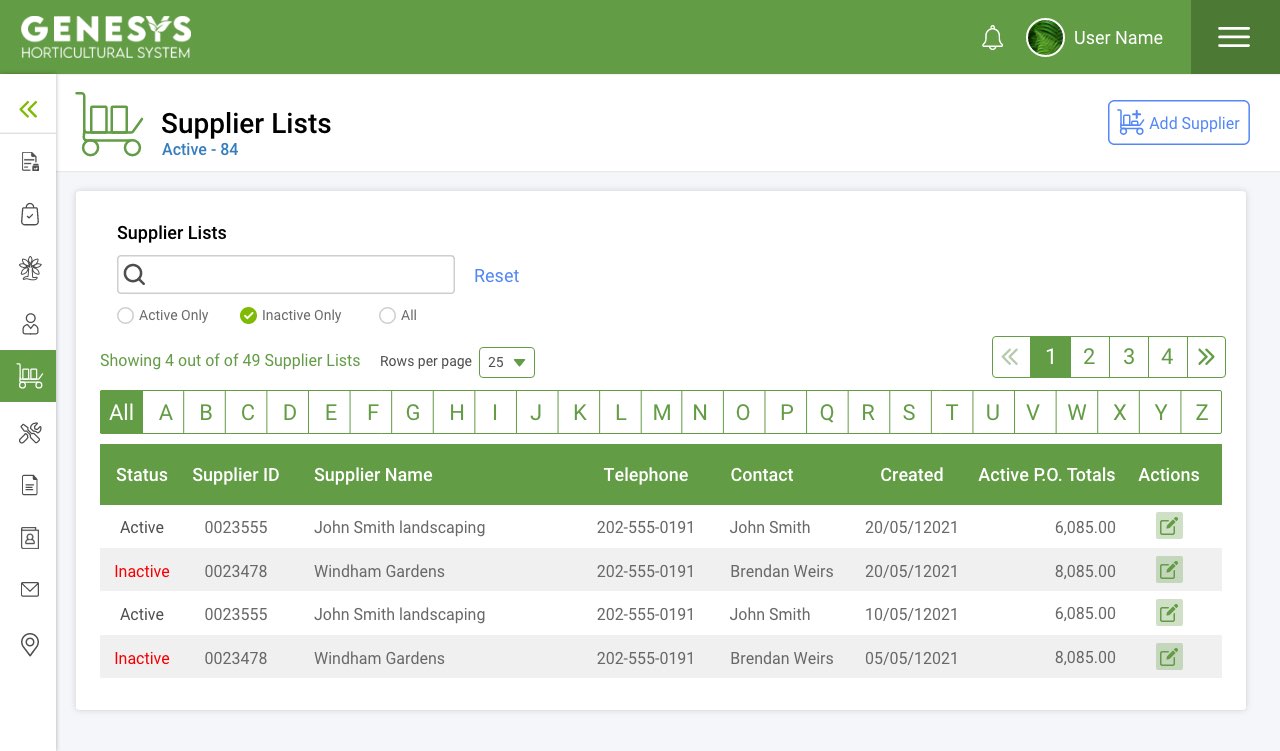 GENESYS
HORTICULTURAL SYSTEM
User Name
Supplier Lists
Active - 84
Add Supplier
Supplier Lists
Reset
Active Only Inactive Only All
Showing 4 out of of 49 Supplier Lists Rows per page 25
1 2 3 4
All A B C D E F G H I J K L M N O P Q R S T U V W X Y Z
Status Supplier ID Supplier Name Telephone Contact Created Active P.O. Totals Actions
Active 0023555 John Smith landscaping 202-555-0191 John Smith 20/05/12021 6,085.00
Inactive 0023478 Windham Gardens 202-555-0191 Brendan Weirs 20/05/12021 8,085.00
Active 0023555 John Smith landscaping 202-555-0191 John Smith 10/05/12021 6,085.00
Inactive 0023478 Windham Gardens 202-555-0191 Brendan Weirs 05/05/12021 8,085.00